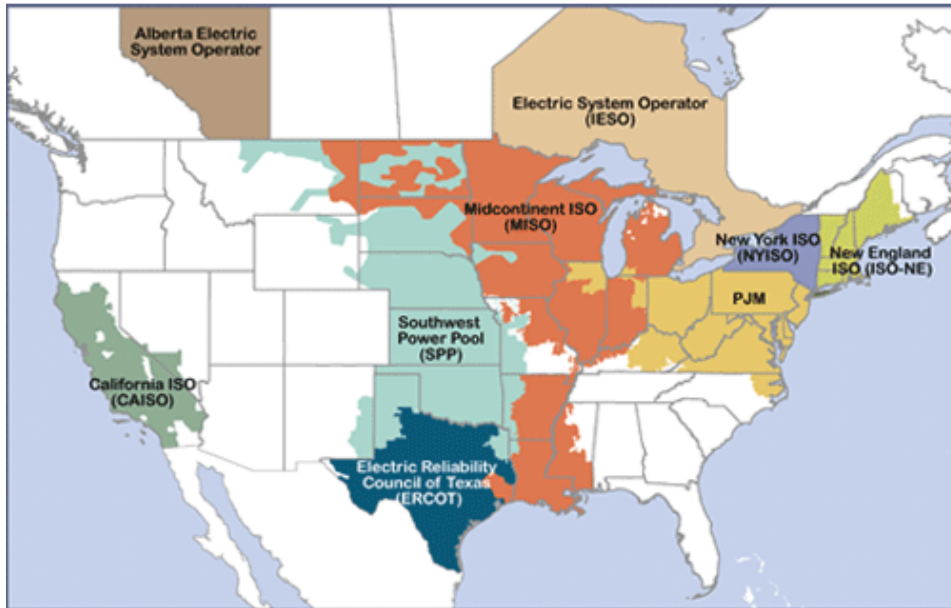 Alberta Electric
System Operator
Electric System Operator
(IESO)
Midcontinent ISO
(MISO)
New York ISO
(NYISO)
New England
ISO (ISO-NE)
PJM
Southwest
Power Pool
(SPP)
California ISO
(CAISO)
Electric Reliability
Council of Texas
(ERCOT)